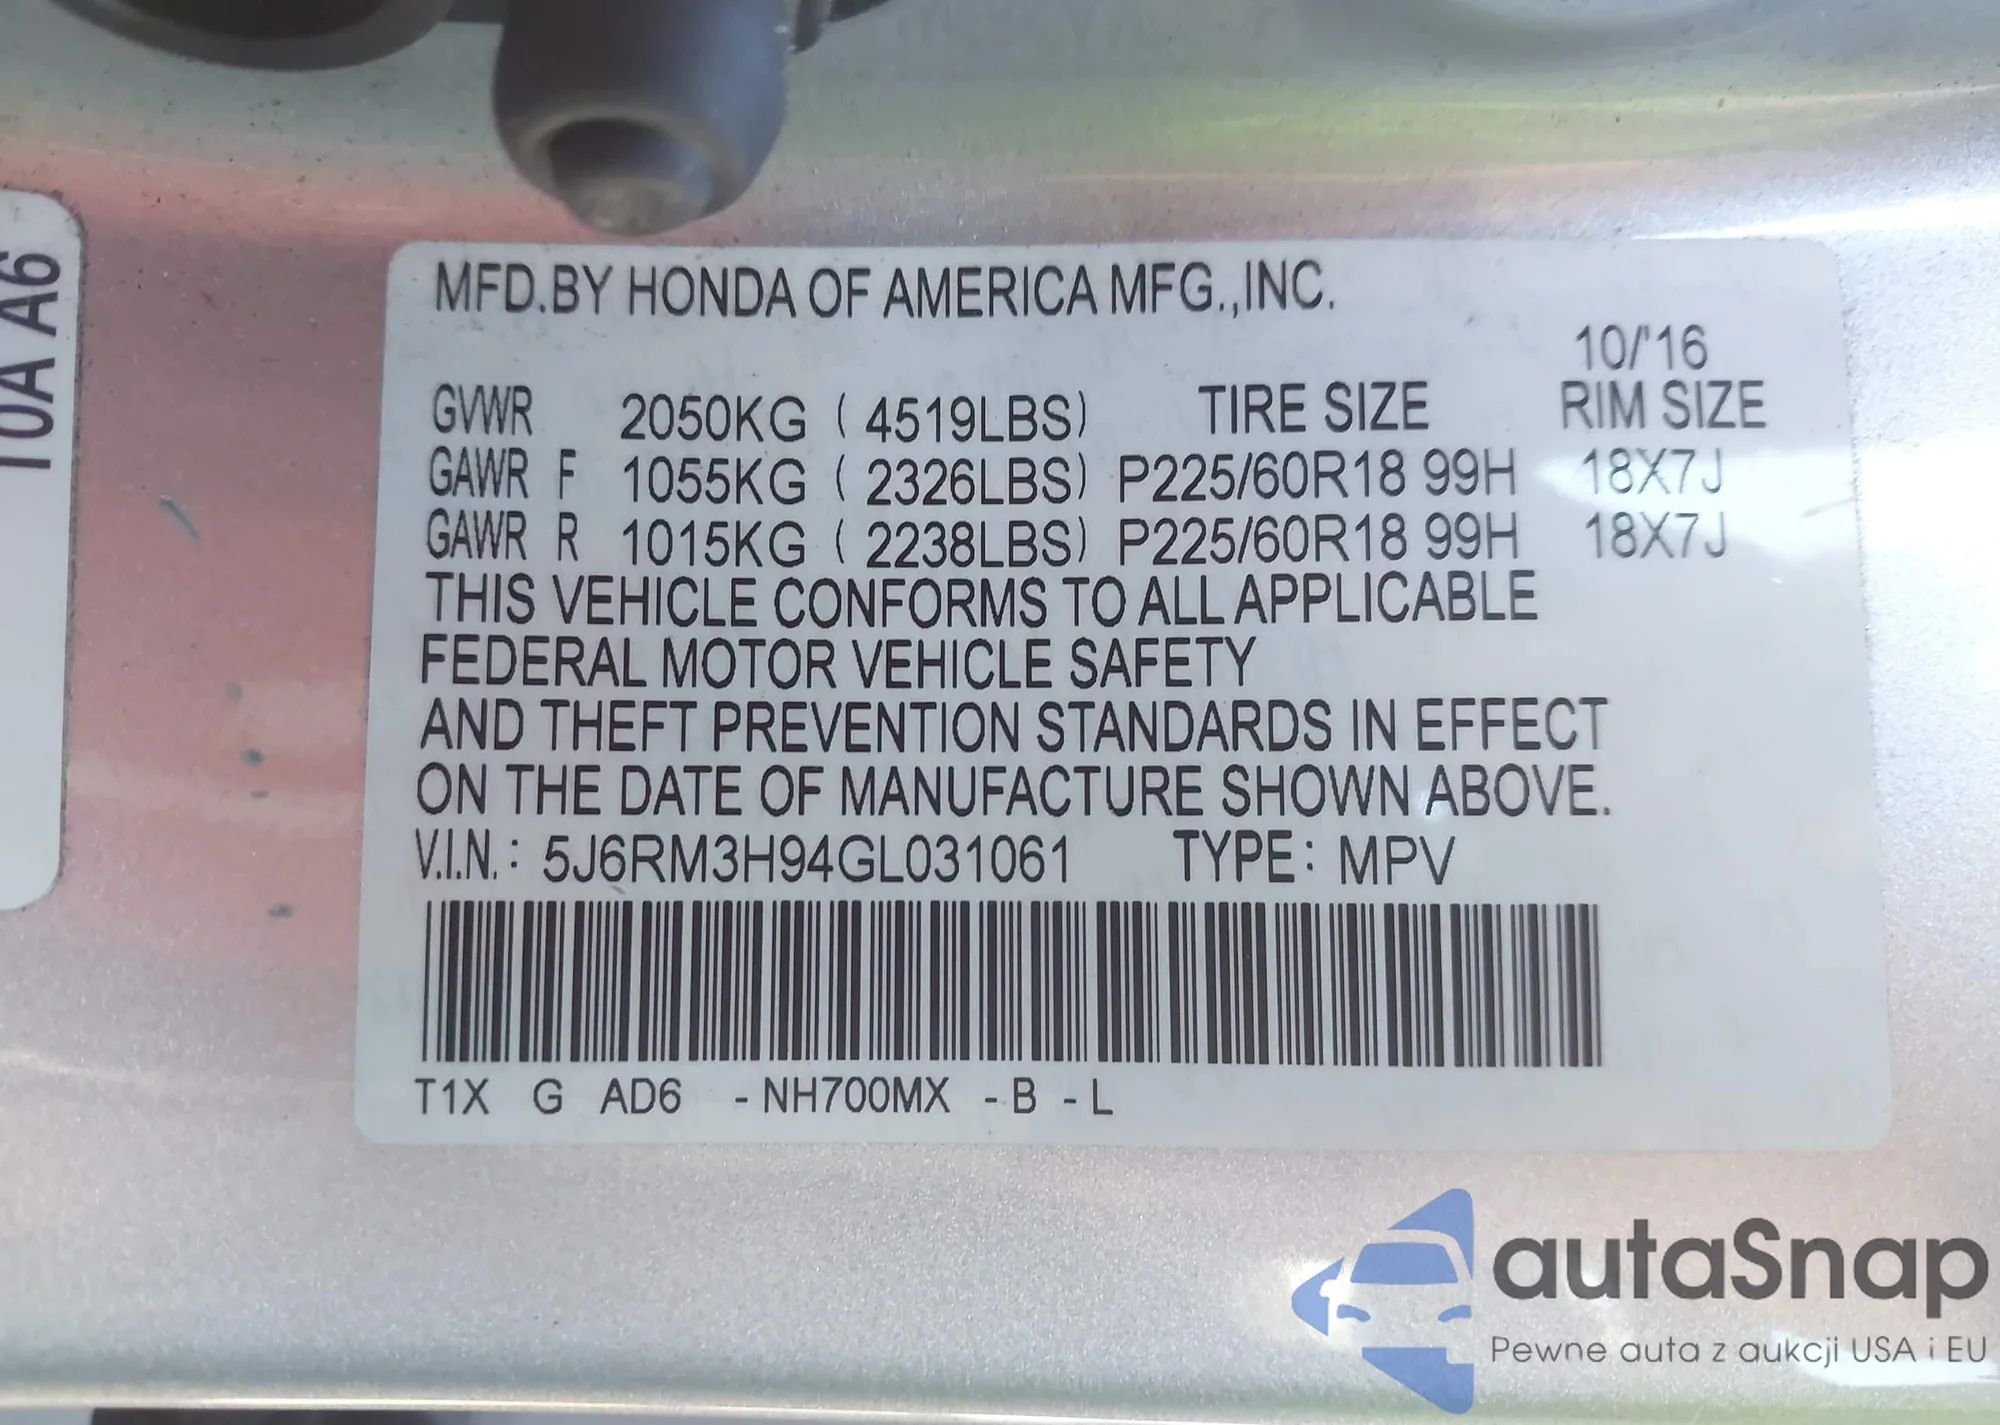 MFD.BY HONDA OF AMERICA MFG.,INC.
10/'16
GVWR 2050KG ( 4519LBS) TIRE SIZE RIM SIZE
GAWR F 1055KG ( 2326LBS) P225/60R18 99H 18X7J
GAWR R 1015KG ( 2238LBS) P225/60R18 99H 18X7J
THIS VEHICLE CONFORMS TO ALL APPLICABLE
FEDERAL MOTOR VEHICLE SAFETY
AND THEFT PREVENTION STANDARDS IN EFFECT
ON THE DATE OF MANUFACTURE SHOWN ABOVE.
V.I.N.: 5J6RM3H94GL031061 TYPE: MPV
T1X G AD6 -NH700MX -B -L
T0A A6
autaSnap
Pewne auta z aukcji USA i EU